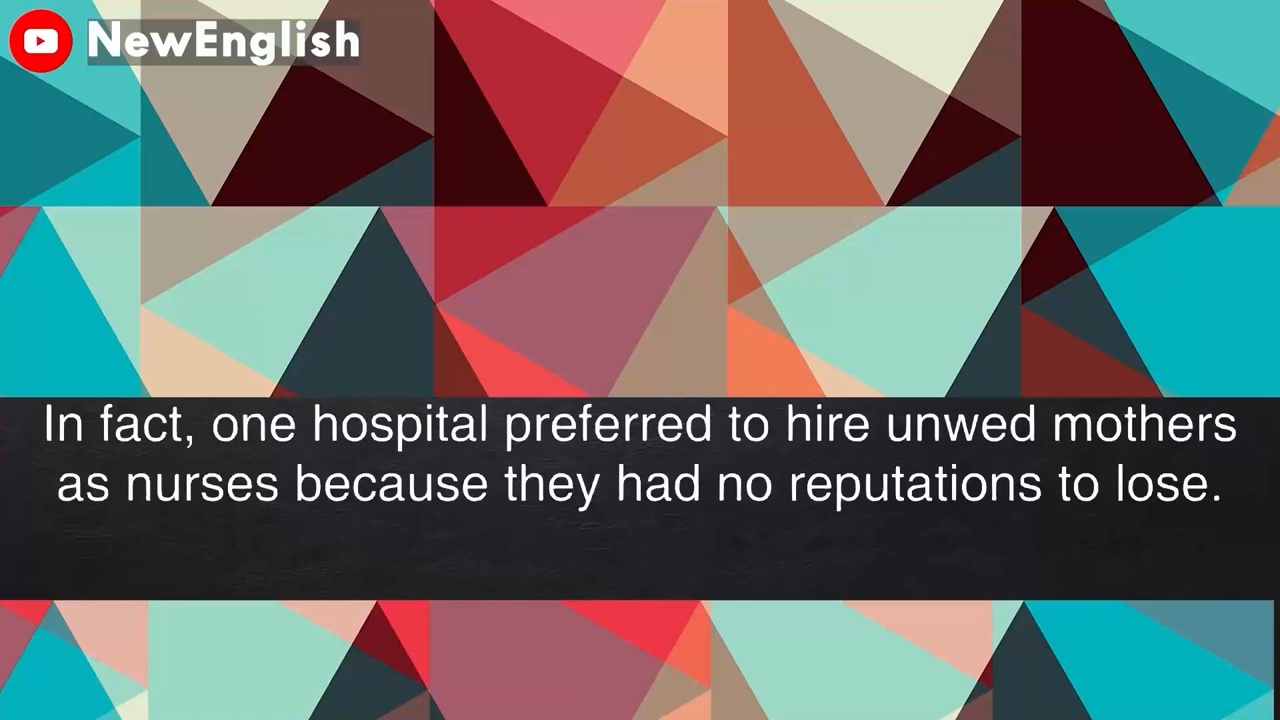 NewEnglish
In fact, one hospital preferred to hire unwed mothers
as nurses because they had no reputations to lose.